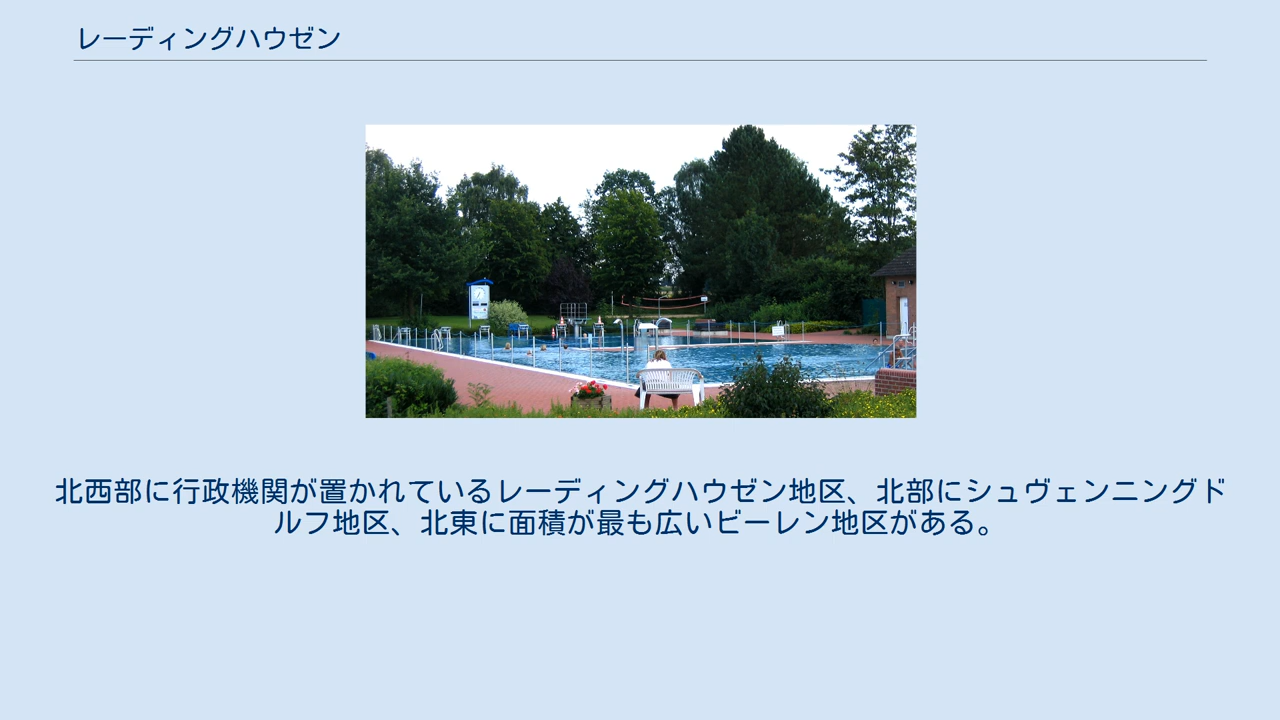 レーディングハウゼン
北西部に行政機関が置かれているレーディングハウゼン地区、北部にシュヴェンニングド
ルフ地区、北東に面積が最も広いビーレン地区がある。